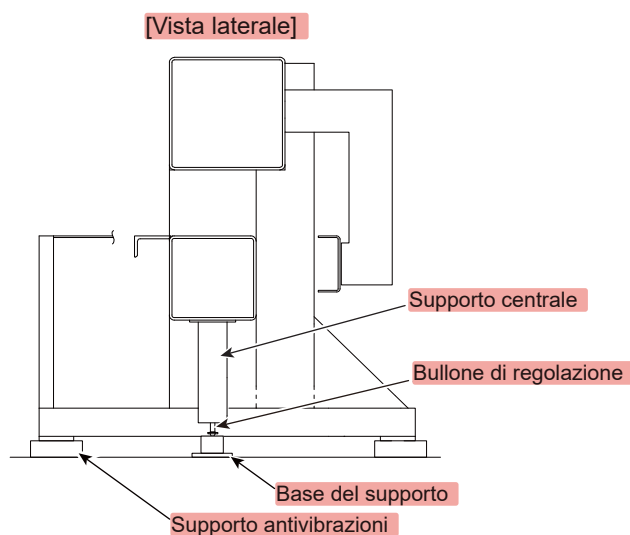 [Vista laterale]
Supporto centrale
Bullone di regolazione
Base del supporto
Supporto antivibrazioni